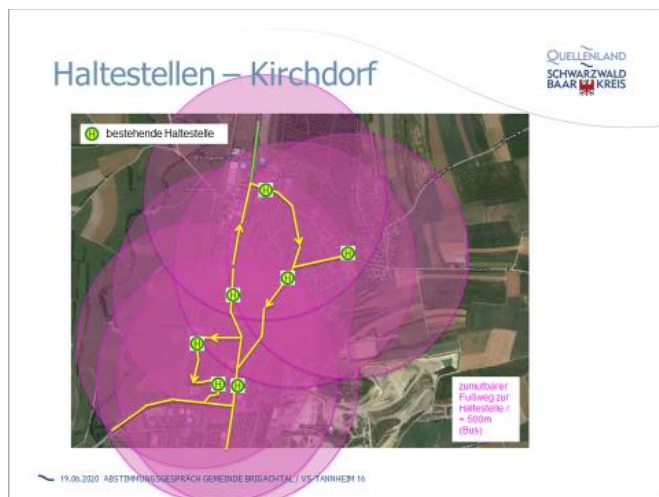 Haltestellen – Kirchdorf
QUELLENLAND
SCHWARZWALD
BAAR KREIS
H bestehende Haltestelle
H
H
H
H
H
H
H
zumutbarer
Fußweg zur
Haltestelle r
= 500m
(Bus)
19.06.2020 ABSTIMMUNGSGESPRÄCH GEMEINDE BRIGACHTAL / VS-TANNHEIM 16